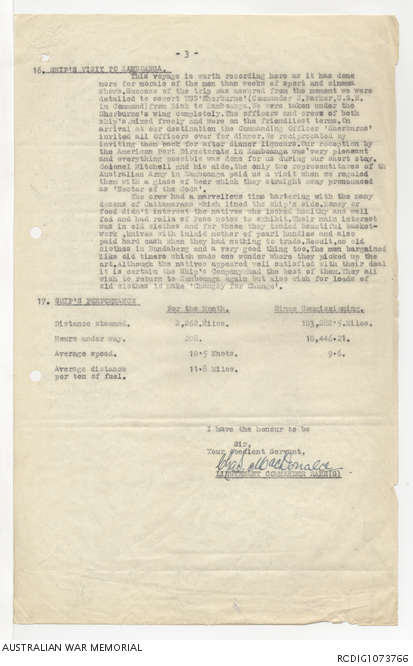 - 3 -
16. SHIP'S VISIT TO ZAMBOANGA.
This voyage is worth recording here as it has done
more for morale of the men than weeks of sport and cinema
shows. Success of the trip was assured from the moment we were
detailed to escort USS 'Sherburne' (Commander Parker, U.S.N.
in Command) from to Zamboanga. We were taken under the
Sherburne's wing completely. The officers and crews of both
ship's mixed freely and were on the friendliest terms. On
arrival at our destination the Commanding Officer 'Sherburne'
invited all Officers over for dinner. We reciprocated by
inviting them back for after dinner liqueurs. Our reception by
the American Port Directorate in Zamboanga was very pleasant
and everything possible was done for us during our short stay.
Colonel Mitchell and his aide, the only two representatives of th
Australian Army in Zamboanga paid us a visit when we regaled
them with a glass of beer which they straight away pronounced
as 'Nectar of the Gods'.
The crew had a marvellous time bartering with the many
dozens of Catamarans which lined the ship's side. Money or
food didn't interest the natives who looked healthy and well
fed and had rolls of Peso notes to exhibit. Their main interest
was in old clothes and for these they traded beautiful basket-
work, knives with inlaid mother of pearl handles and also
paid hard cash when they had nothing to trade. Result, no old
clothes in Bundaberg and a very good thing too. The men bargained
like old timers which made one wonder where they picked up the
art. Although the natives appeared well satisfied with their deal
it is certain the Ship's Company had the best of them. They all
wish to return to Zamboanga again but also wish for loads of
old clothes to make 'Changey for Change'.
17. SHIP'S PERFORMANCE
For the Month. Since Commissioning.
Distance steamed. 2,262. Miles. 183,282.5. Miles.
Hours under way. 208. 18,446.21.
Average speed. 10.5 Knots. 9.6.
Average distance 11.8 Miles.
per ton of fuel.
I have the honour to be
Sir,
Your Obedient Servant,
MacDonald
LIEUTENANT COMMANDER RANR(S)
AUSTRALIAN WAR MEMORIAL
RCDIG1073766